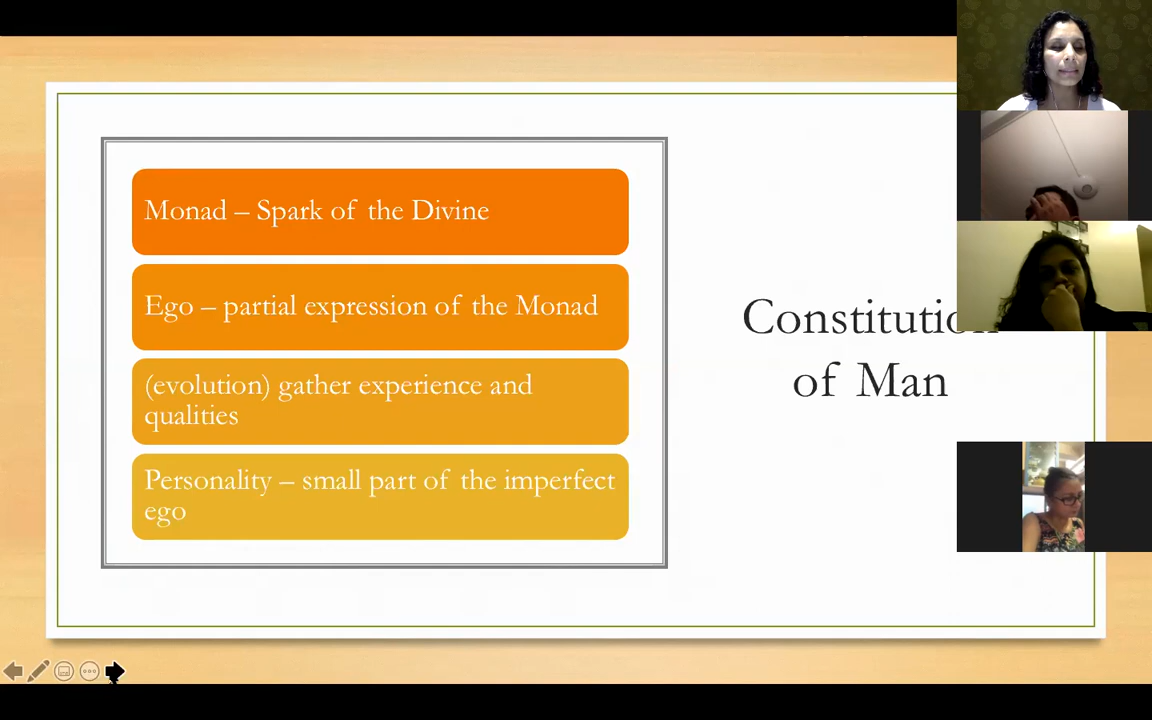 Monad – Spark of the Divine
Ego – partial expression of the Monad
(evolution) gather experience and
qualities
Personality – small part of the imperfect
ego
Constitution
of Man